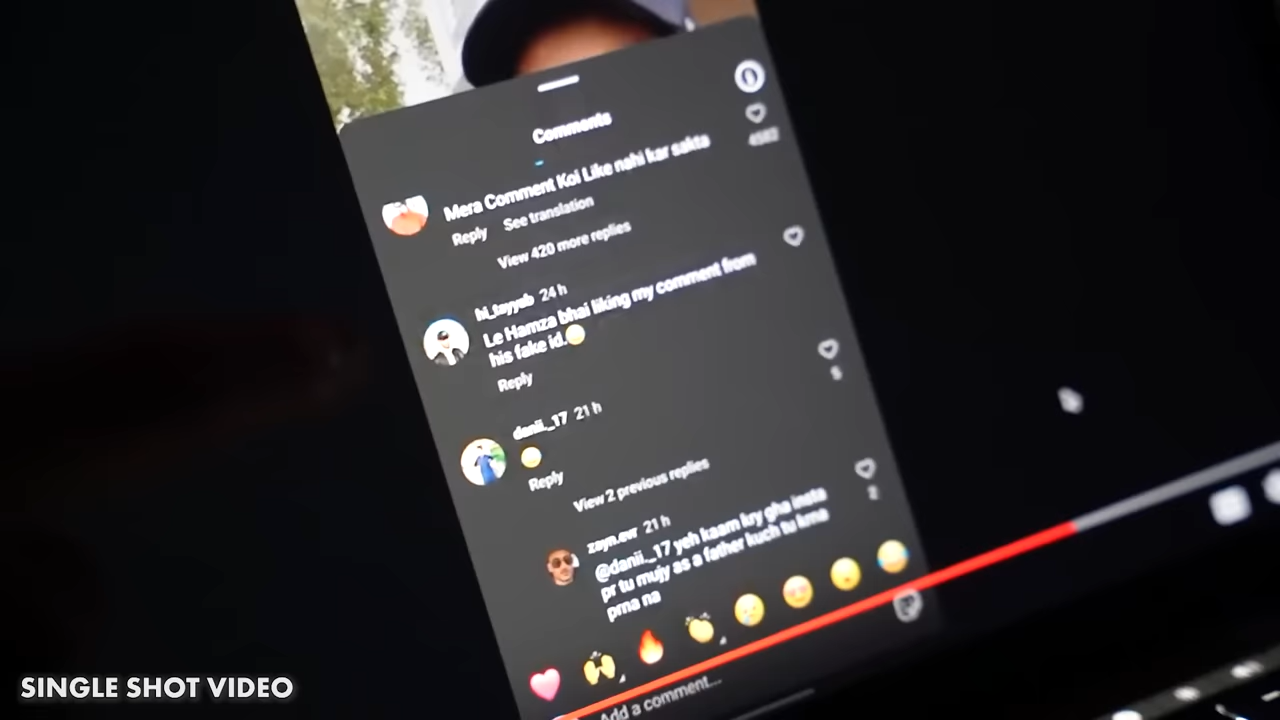 Comments
4583
Mera Comment Koi Like nahi kar sakta
Reply See translation
View 420 more replies
hi_tayyab 24 h
Le Hamza bhai liking my comment from
his fake id.
Reply
5
danii._17 21 h
Reply
View 2 previous replies
2
zayn.evr 21 h
@danii._17 yeh kaam kry gha insta
pr tu mujy as a father kuch tu krna
prna na
Add a comment...
SINGLE SHOT VIDEO